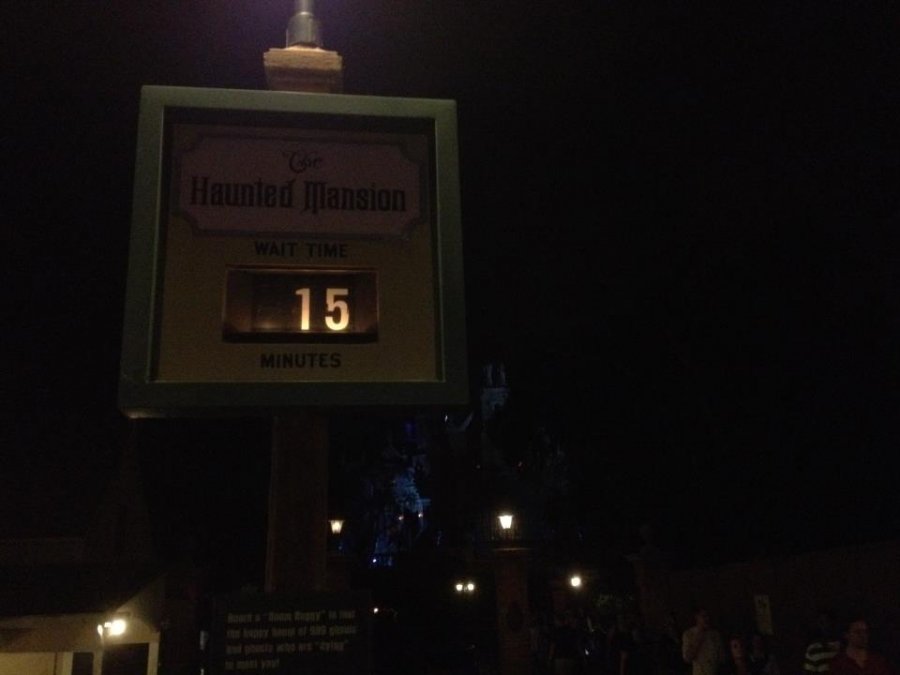 The
Haunted Mansion
WAIT TIME
15
MINUTES
Board a "Doom Buggy" to tour
the happy haunt of 999 ghosts
and ghouls who are "dying"
to meet you!